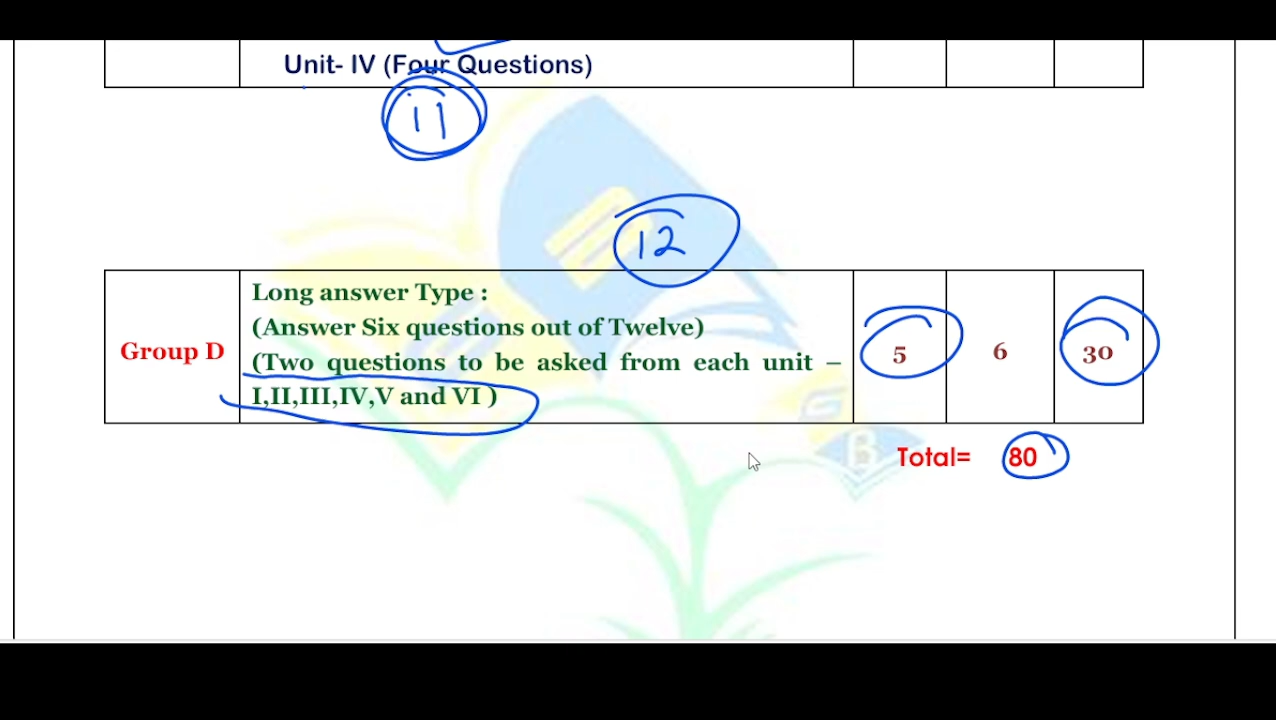 Unit- IV (Four Questions)
11
12
Group D
Long answer Type :
(Answer Six questions out of Twelve)
(Two questions to be asked from each unit –
I,II,III,IV,V and VI )
5
6
30
Total= 80
B